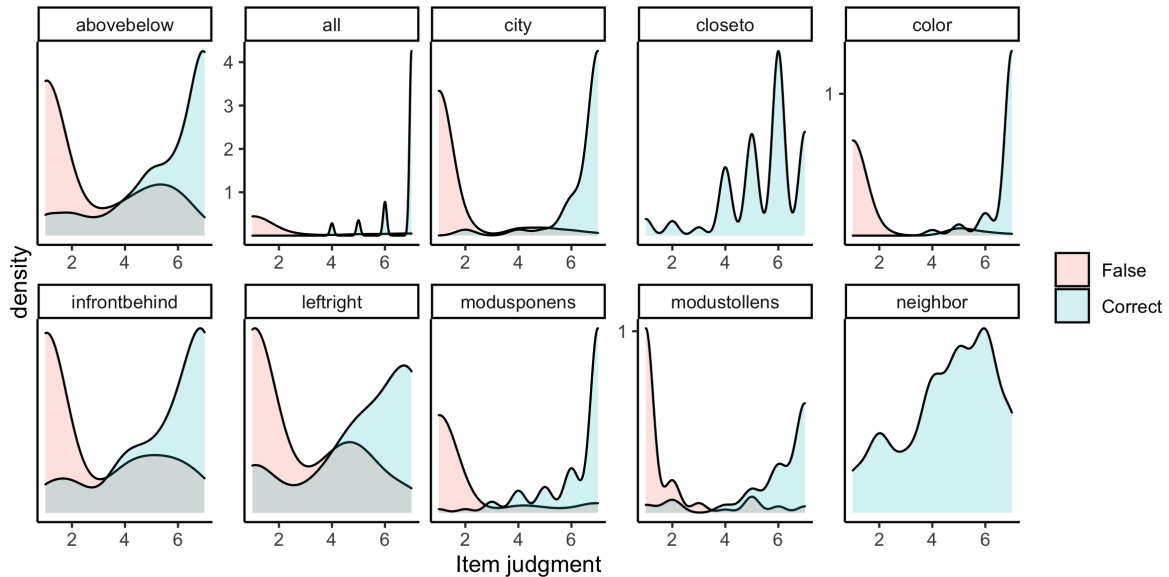 abovebelow
all
city
closeto
color
4
3
2
1
1
2 4 6
2 4 6
2 4 6
2 4 6
2 4 6
density
infrontbehind
leftright
modusponens
modustollens
neighbor
1
2 4 6
2 4 6
2 4 6
2 4 6
2 4 6
Item judgment
False
Correct